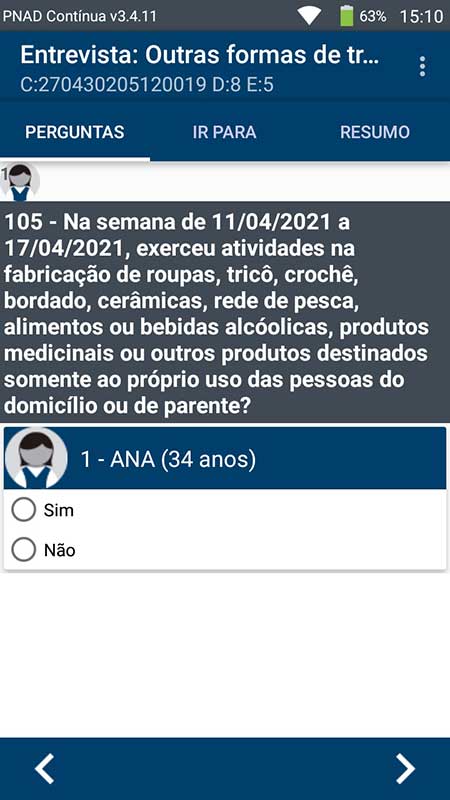 PNAD Contínua v3.4.11 63% 15:10
Entrevista: Outras formas de tr...
C:270430205120019 D:8 E:5
PERGUNTAS IR PARA RESUMO
1
105 - Na semana de 11/04/2021 a
17/04/2021, exerceu atividades na
fabricação de roupas, tricô, crochê,
bordado, cerâmicas, rede de pesca,
alimentos ou bebidas alcóolicas, produtos
medicinais ou outros produtos destinados
somente ao próprio uso das pessoas do
domicílio ou de parente?
1 - ANA (34 anos)
Sim
Não